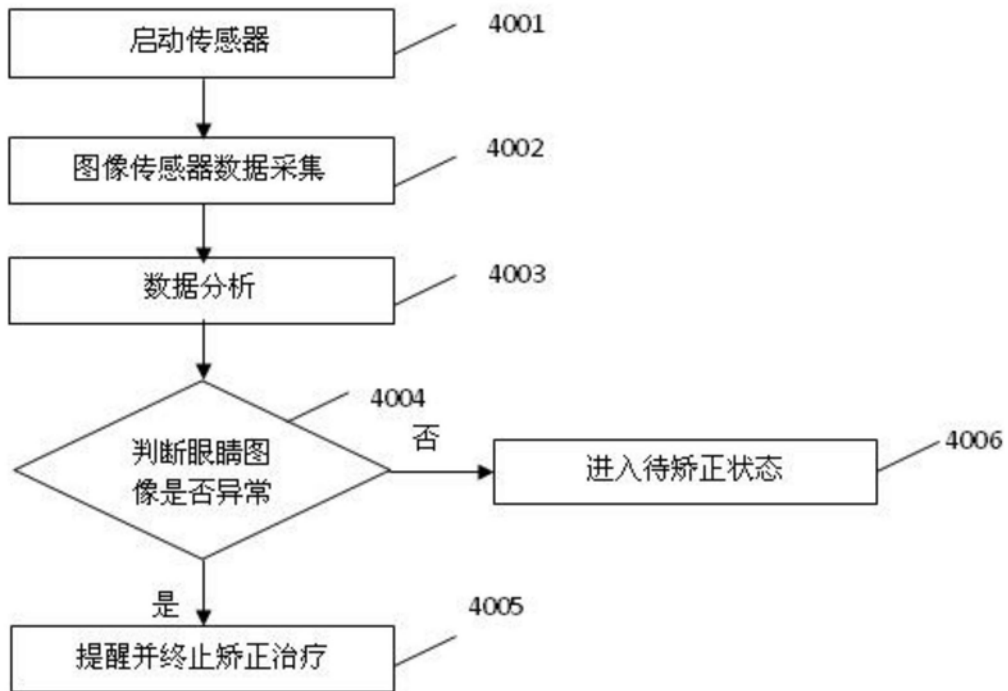 启动传感器
4001
图像传感器数据采集
4002
数据分析
4003
判断眼睛图
像是否异常
4004
否
进入待矫正状态
4006
是
提醒并终止矫正治疗
4005